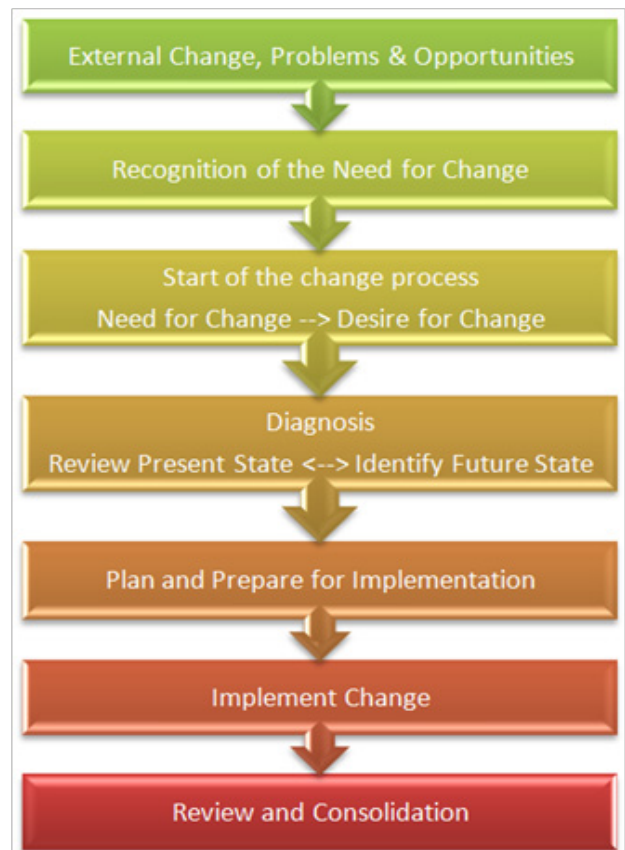 External Change, Problems & Opportunities
Recognition of the Need for Change
Start of the change process
Need for Change --> Desire for Change
Diagnosis
Review Present State <--> Identify Future State
Plan and Prepare for Implementation
Implement Change
Review and Consolidation